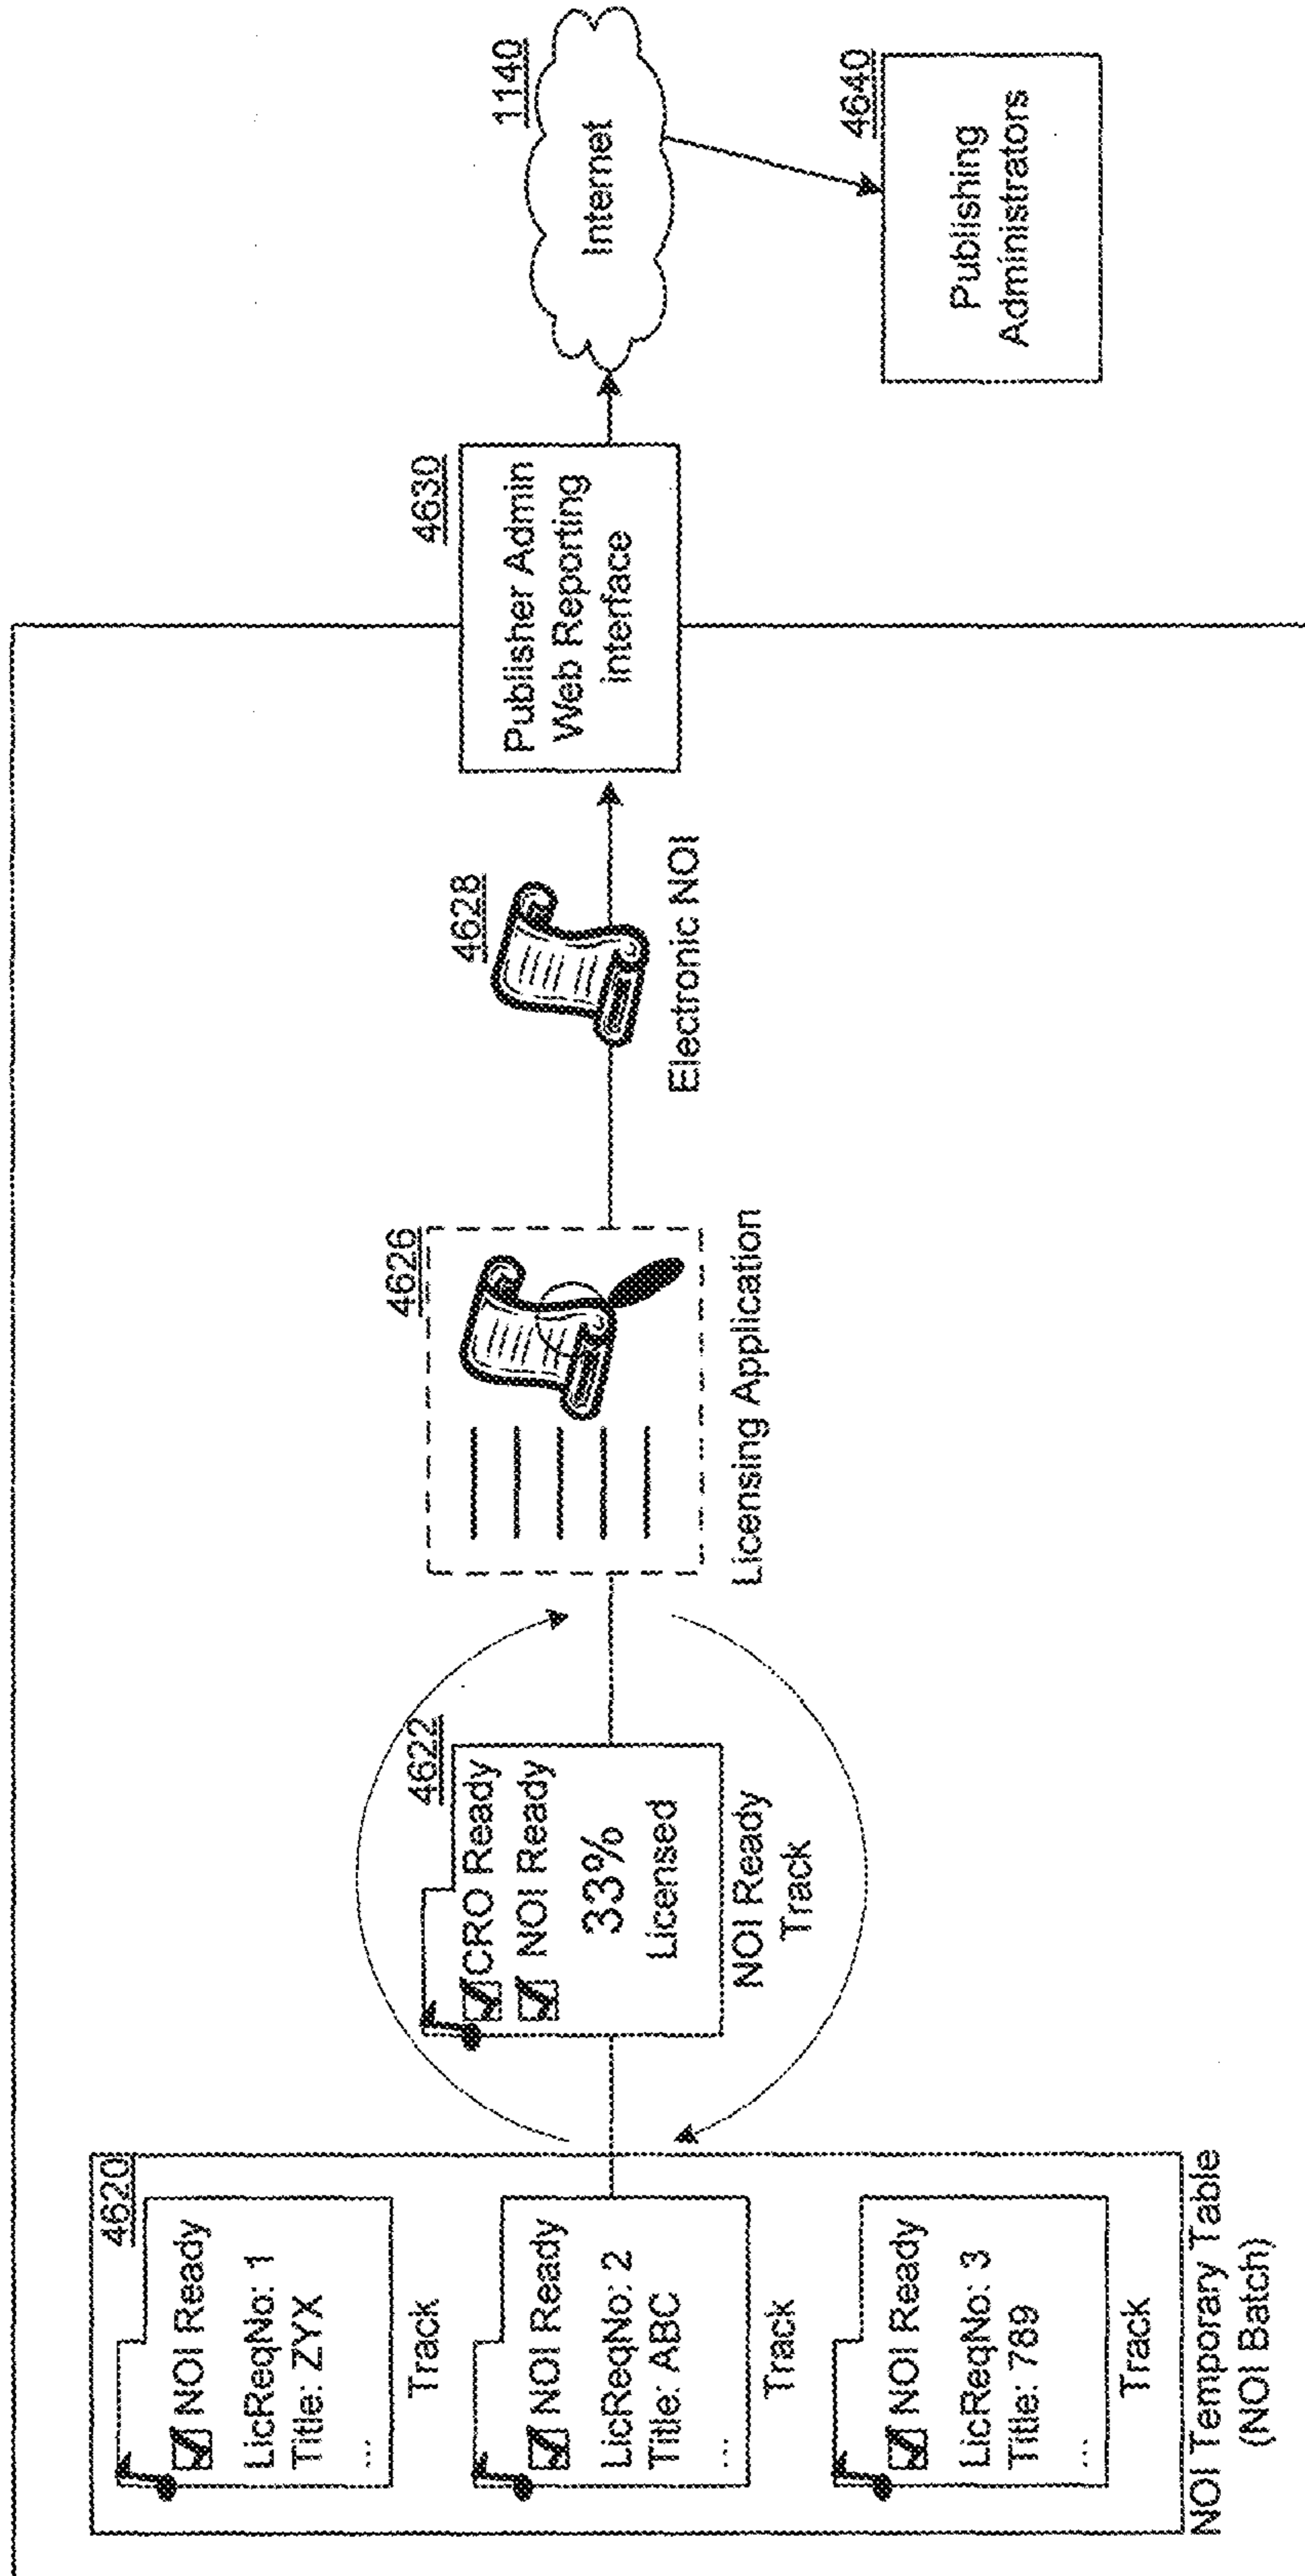 4620
NOI Ready
LicReqNo: 1
Title: ZYX
...
Track
NOI Ready
LicReqNo: 2
Title: ABC
...
Track
NOI Ready
LicReqNo: 3
Title: 789
...
Track
NOI Temporary Table
(NOI Batch)
4622
CRO Ready
NOI Ready
33%
Licensed
NOI Ready
Track
4626
Licensing Application
4628
Electronic NOI
4630
Publisher Admin
Web Reporting
interface
1140
Internet
4640
Publishing
Administrators